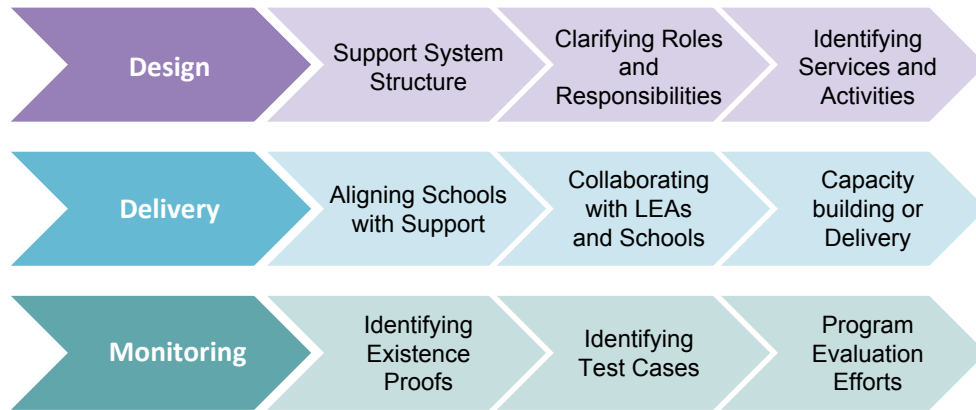 Design
Support System
Structure
Clarifying Roles
and
Responsibilities
Identifying
Services and
Activities
Delivery
Aligning Schools
with Support
Collaborating
with LEAs
and Schools
Capacity
building or
Delivery
Monitoring
Identifying
Existence
Proofs
Identifying
Test Cases
Program
Evaluation
Efforts